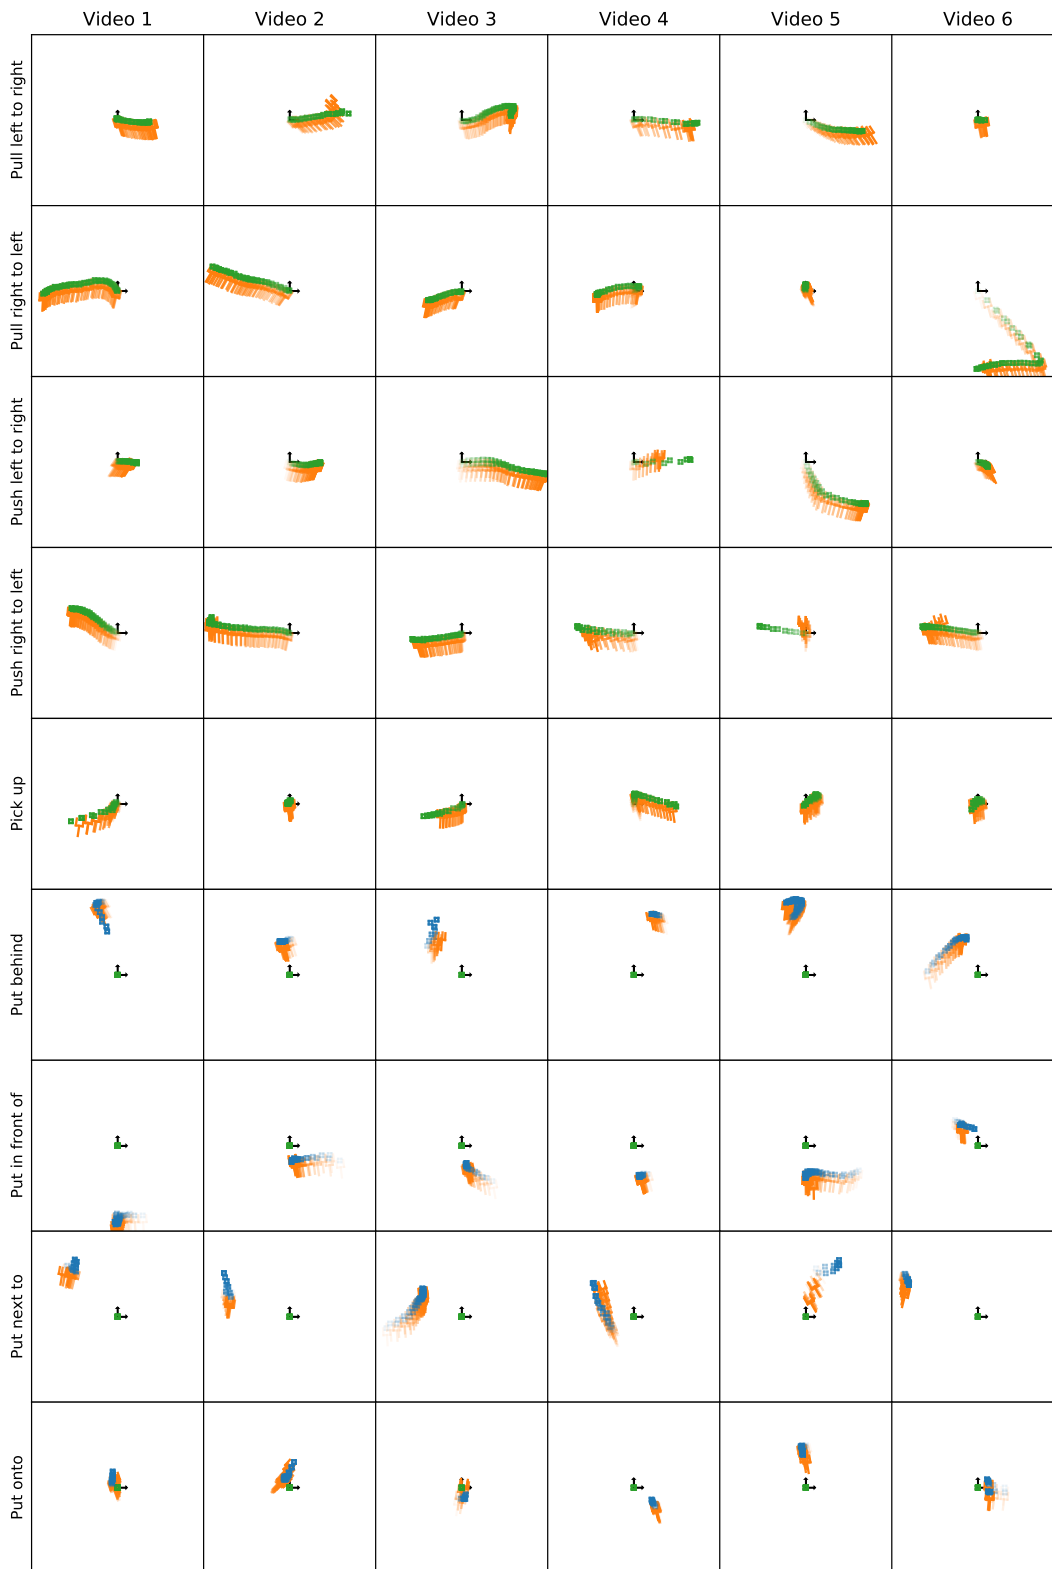 Video 1 Video 2 Video 3 Video 4 Video 5 Video 6
Pull left to right
Pull right to left
Push left to right
Push right to left
Pick up
Put behind
Put in front of
Put next to
Put onto